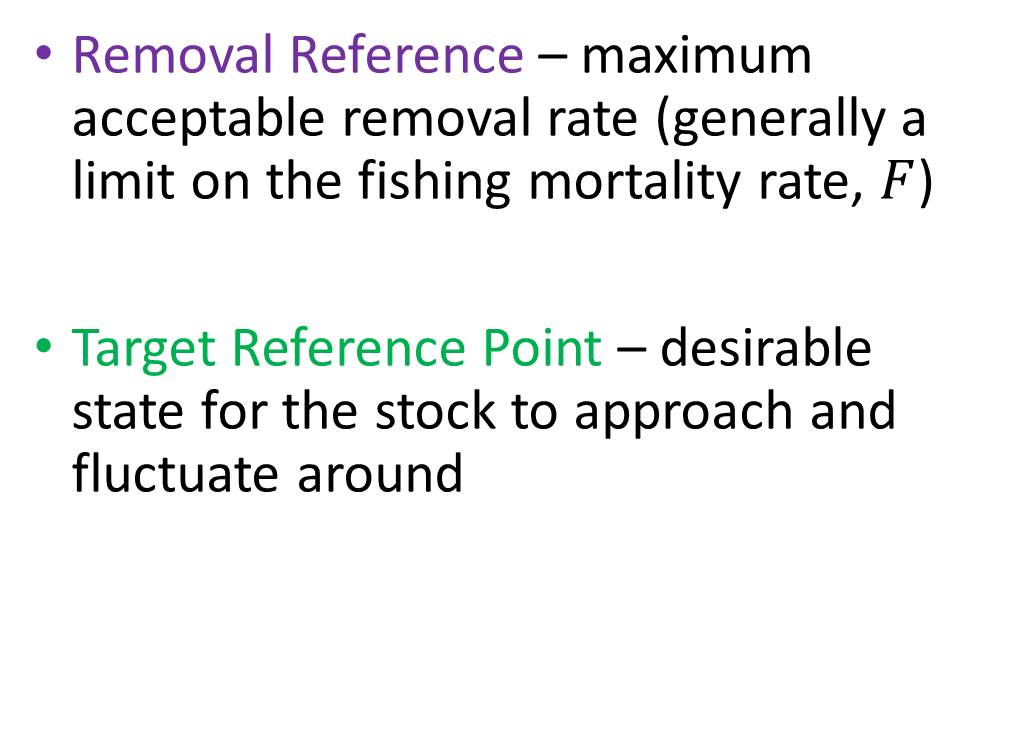 • Removal Reference – maximum
acceptable removal rate (generally a
limit on the fishing mortality rate, F)
• Target Reference Point – desirable
state for the stock to approach and
fluctuate around